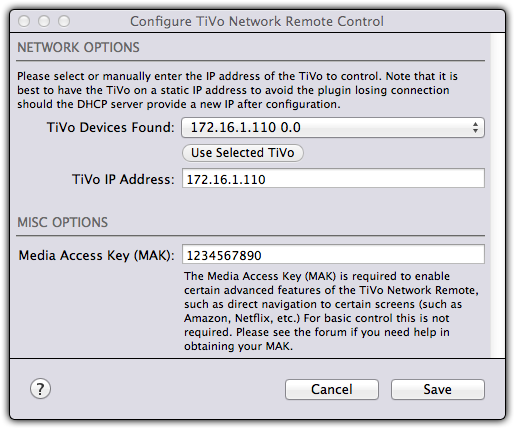 Configure TiVo Network Remote Control
NETWORK OPTIONS
Please select or manually enter the IP address of the TiVo to control. Note that it is
best to have the TiVo on a static IP address to avoid the plugin losing connection
should the DHCP server provide a new IP after configuration.
TiVo Devices Found: 172.16.1.110 0.0
Use Selected TiVo
TiVo IP Address: 172.16.1.110
MISC OPTIONS
Media Access Key (MAK): 1234567890
The Media Access Key (MAK) is required to enable
certain advanced features of the TiVo Network Remote,
such as direct navigation to certain screens (such as
Amazon, Netflix, etc.) For basic control this is not
required. Please see the forum if you need help in
obtaining your MAK.
? Cancel Save